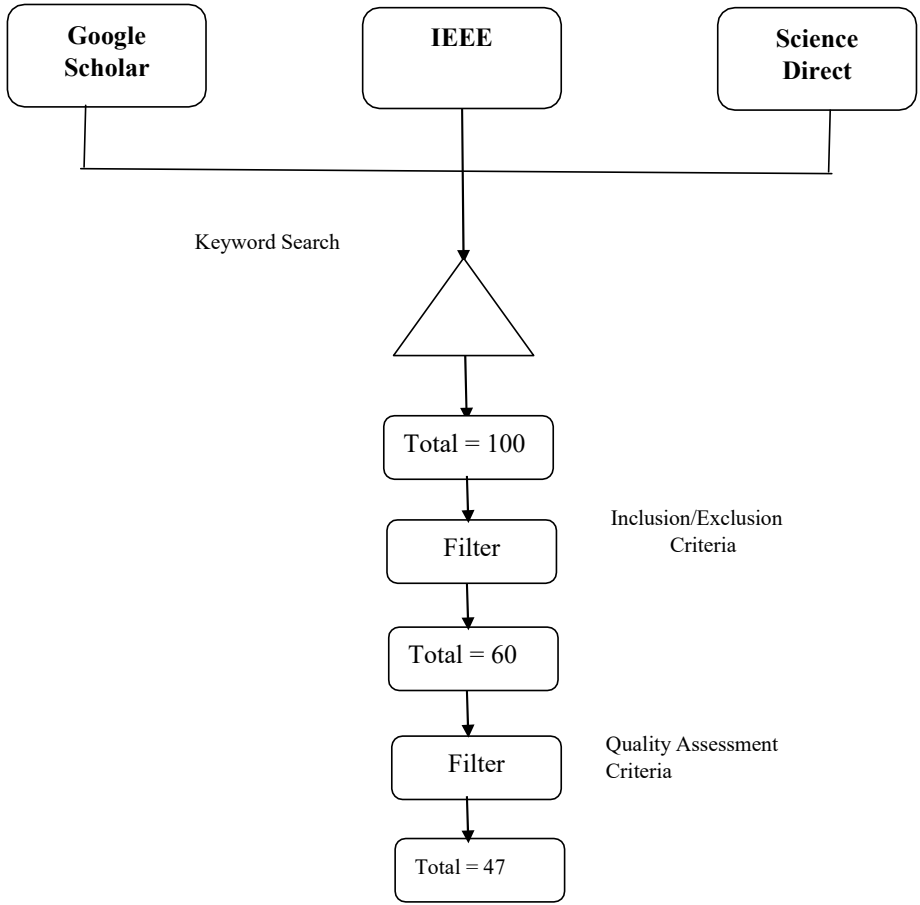 Google
Scholar
IEEE
Science
Direct
Keyword Search
Total = 100
Inclusion/Exclusion
Criteria
Filter
Total = 60
Quality Assessment
Criteria
Filter
Total = 47